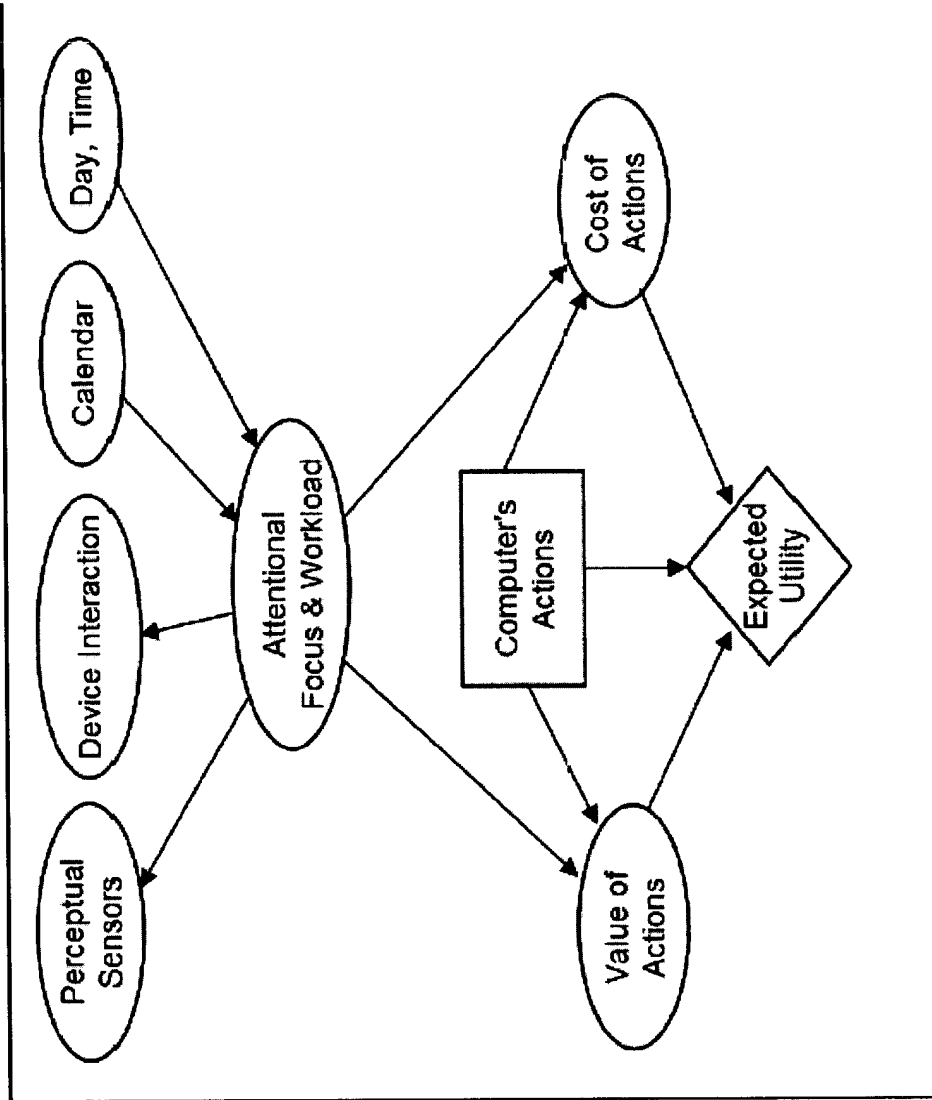 Perceptual
Sensors
Device Interaction
Calendar
Day, Time
Attentional
Focus & Workload
Computer's
Actions
Value of
Actions
Cost of
Actions
Expected
Utility